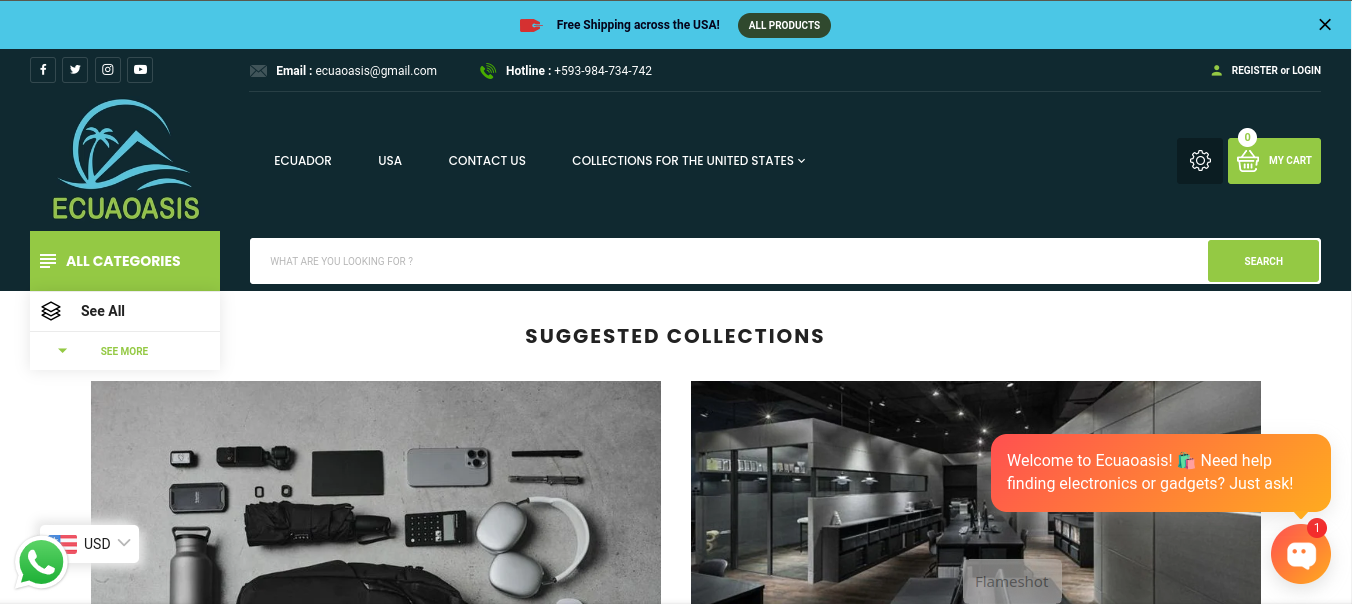 Free Shipping across the USA!
ALL PRODUCTS
Email : ecuaoasis@gmail.com
Hotline : +593-984-734-742
REGISTER or LOGIN
ECUAOASIS
ECUADOR
USA
CONTACT US
COLLECTIONS FOR THE UNITED STATES
0
MY CART
ALL CATEGORIES
WHAT ARE YOU LOOKING FOR ?
SEARCH
See All
SEE MORE
SUGGESTED COLLECTIONS
Welcome to Ecuaoasis! 🛍️ Need help
finding electronics or gadgets? Just ask!
1
USD
Flameshot